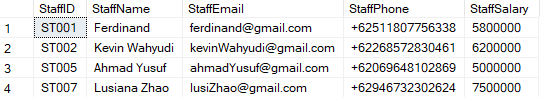 StaffID StaffName StaffEmail StaffPhone StaffSalary
1 ST001 Ferdinand ferdinand@gmail.com +62511807756338 5800000
2 ST002 Kevin Wahyudi kevinWahyudi@gmail.com +62268572830461 6200000
3 ST005 Ahmad Yusuf ahmadYusuf@gmail.com +62069648102869 5000000
4 ST007 Lusiana Zhao lusiZhao@gmail.com +62946732302624 7500000